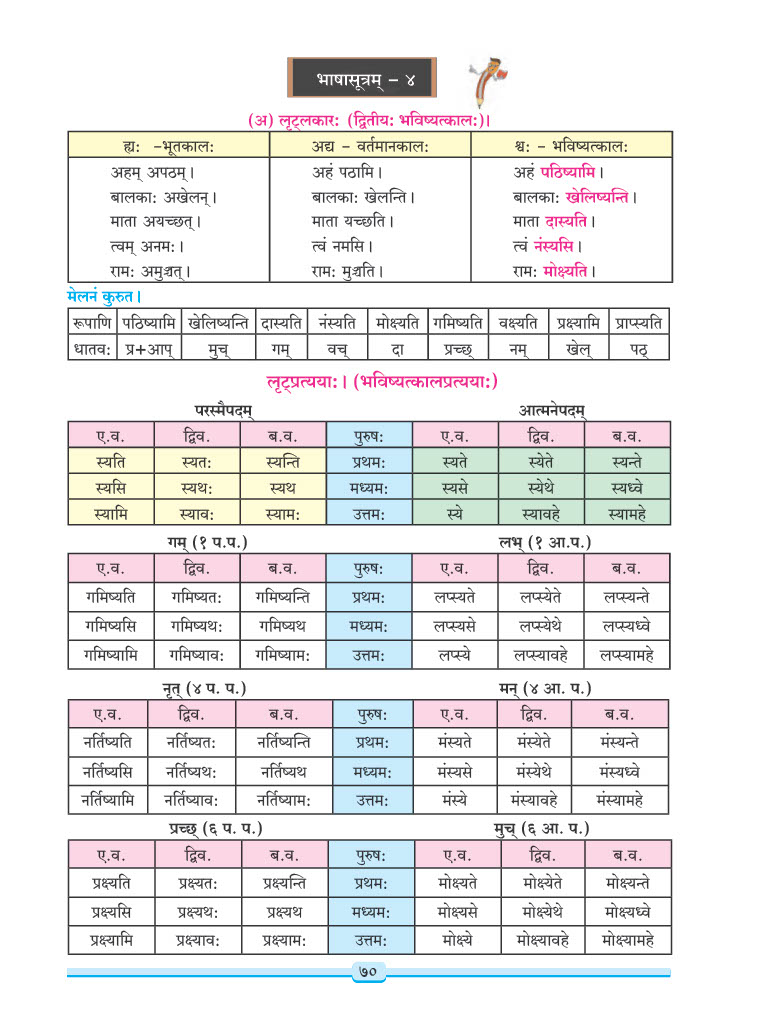 भाषासूत्रम् – ४
(अ) लृट्लकार: (द्वितीय: भविष्यत्काल:)।
ह्य: –भूतकाल: अद्य – वर्तमानकाल: श्व: – भविष्यत्काल:
अहम् अपठम्। अहं पठामि। अहं पठिष्यामि।
बालका: अखेलन्। बालका: खेलन्ति। बालका: खेलिष्यन्ति।
माता अयच्छत्। माता यच्छति। माता दास्यति।
त्वम् अनम:। त्वं नमसि। त्वं नंस्यसि।
राम: अमुञ्चत्। राम: मुञ्चति। राम: मोक्ष्यति।
मेलनं कुरुत।
रूपाणि पठिष्यामि खेलिष्यन्ति दास्यति नंस्यति मोक्ष्यति गमिष्यति वक्ष्यति प्रक्ष्यामि प्राप्स्यति
धातव: प्र+आप् मुच् गम् वच् दा प्रच्छ् नम् खेल् पठ्
लृट्प्रत्यया:। (भविष्यत्कालप्रत्यया:)
परस्मैपदम् आत्मनेपदम्
ए.व. द्विव. ब.व. पुरुष: ए.व. द्विव. ब.व.
स्यति स्यत: स्यन्ति प्रथम: स्यते स्येते स्यन्ते
स्यसि स्यथ: स्यथ मध्यम: स्यसे स्येथे स्यध्वे
स्यामि स्याव: स्याम: उत्तम: स्ये स्यावहे स्यामहे
गम् (१ प.प.) लभ् (१ आ.प.)
ए.व. द्विव. ब.व. पुरुष: ए.व. द्विव. ब.व.
गमिष्यति गमिष्यत: गमिष्यन्ति प्रथम: लप्स्यते लप्स्येते लप्स्यन्ते
गमिष्यसि गमिष्यथ: गमिष्यथ मध्यम: लप्स्यसे लप्स्येथे लप्स्यध्वे
गमिष्यामि गमिष्याव: गमिष्याम: उत्तम: लप्स्ये लप्स्यावहे लप्स्यामहे
नृत् (४ प. प.) मन् (४ आ. प.)
ए.व. द्विव. ब.व. पुरुष: ए.व. द्विव. ब.व.
नर्तिष्यति नर्तिष्यत: नर्तिष्यन्ति प्रथम: मंस्यते मंस्येते मंस्यन्ते
नर्तिष्यसि नर्तिष्यथ: नर्तिष्यथ मध्यम: मंस्यसे मंस्येथे मंस्यध्वे
नर्तिष्यामि नर्तिष्याव: नर्तिष्याम: उत्तम: मंस्ये मंस्यावहे मंस्यामहे
प्रच्छ् (६ प. प.) मुच् (६ आ. प.)
ए.व. द्विव. ब.व. पुरुष: ए.व. द्विव. ब.व.
प्रक्ष्यति प्रक्ष्यत: प्रक्ष्यन्ति प्रथम: मोक्ष्यते मोक्ष्येते मोक्ष्यन्ते
प्रक्ष्यसि प्रक्ष्यथ: प्रक्ष्यथ मध्यम: मोक्ष्यसे मोक्ष्येथे मोक्ष्यध्वे
प्रक्ष्यामि प्रक्ष्याव: प्रक्ष्याम: उत्तम: मोक्ष्ये मोक्ष्यावहे मोक्ष्यामहे
७०